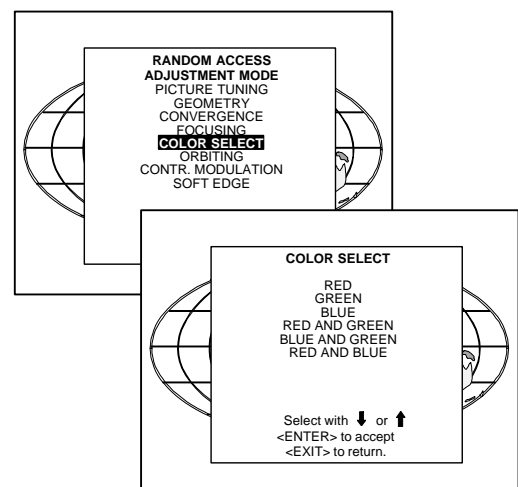 RANDOM ACCESS
ADJUSTMENT MODE
PICTURE TUNING
GEOMETRY
CONVERGENCE
FOCUSING
COLOR SELECT
ORBITING
CONTR. MODULATION
SOFT EDGE
COLOR SELECT
RED
GREEN
BLUE
RED AND GREEN
BLUE AND GREEN
RED AND BLUE
Select with ⬇ or ⬆
<ENTER> to accept
<EXIT> to return.